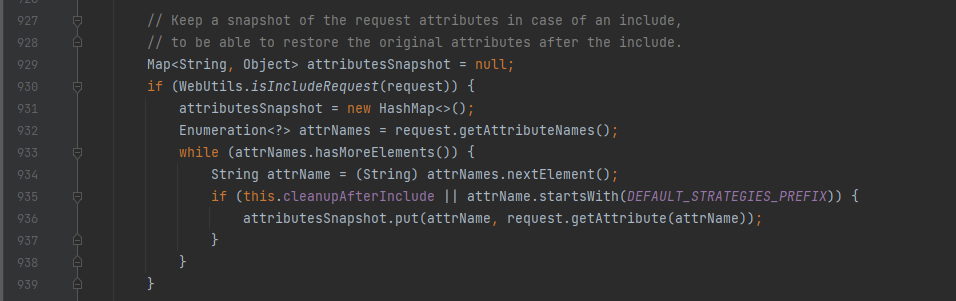 927 // Keep a snapshot of the request attributes in case of an include,
928 // to be able to restore the original attributes after the include.
929 Map<String, Object> attributesSnapshot = null;
930 if (WebUtils.isIncludeRequest(request)) {
931 attributesSnapshot = new HashMap<>();
932 Enumeration<?> attrNames = request.getAttributeNames();
933 while (attrNames.hasMoreElements()) {
934 String attrName = (String) attrNames.nextElement();
935 if (this.cleanupAfterInclude || attrName.startsWith(DEFAULT_STRATEGIES_PREFIX)) {
936 attributesSnapshot.put(attrName, request.getAttribute(attrName));
937 }
938 }
939 }